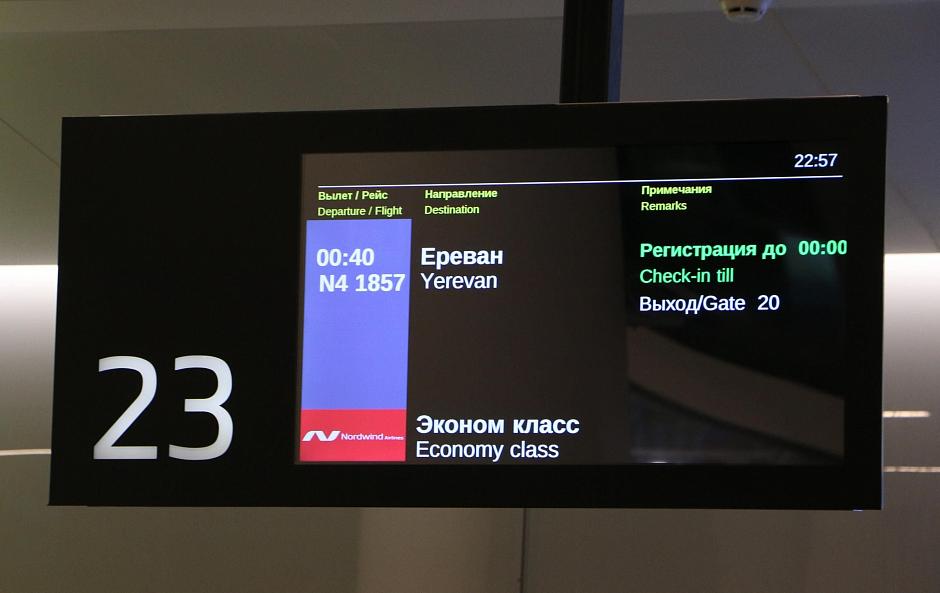 22:57
Вылет / Рейс
Departure / Flight
Направление
Destination
Примечания
Remarks
00:40
N4 1857
Ереван
Yerevan
Регистрация до 00:00
Check-in till
Выход/Gate 20
23
Nordwind Airlines
Эконом класс
Economy class